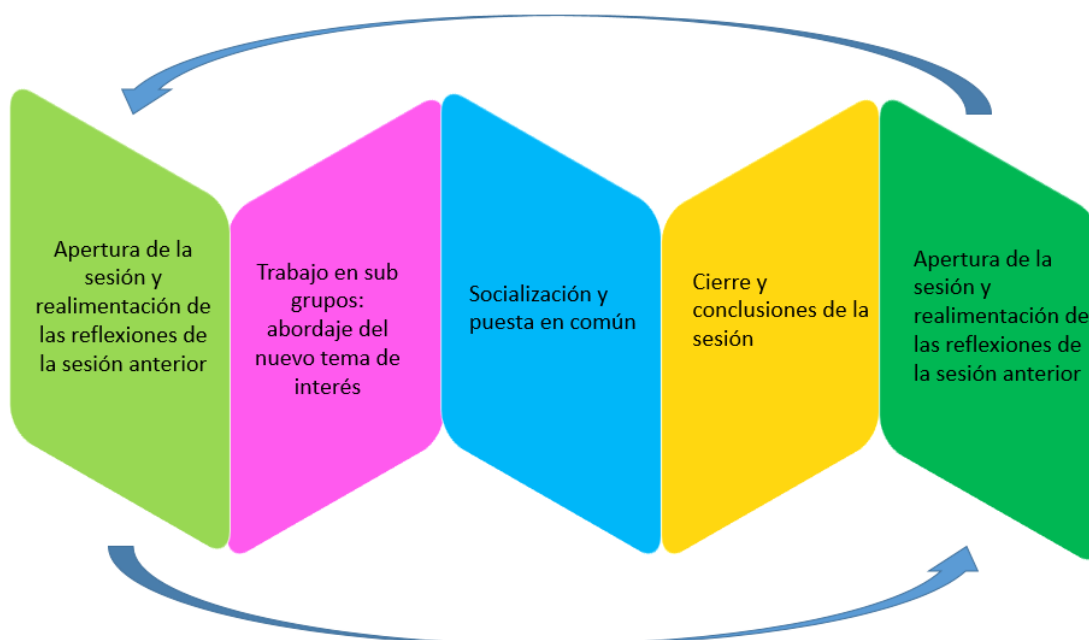 Apertura de la
sesión y
realimentación de
las reflexiones de
la sesión anterior
Trabajo en sub
grupos:
abordaje del
nuevo tema de
interés
Socialización y
puesta en común
Cierre y
conclusiones de la
sesión
Apertura de la
sesión y
realimentación de
las reflexiones de
la sesión anterior